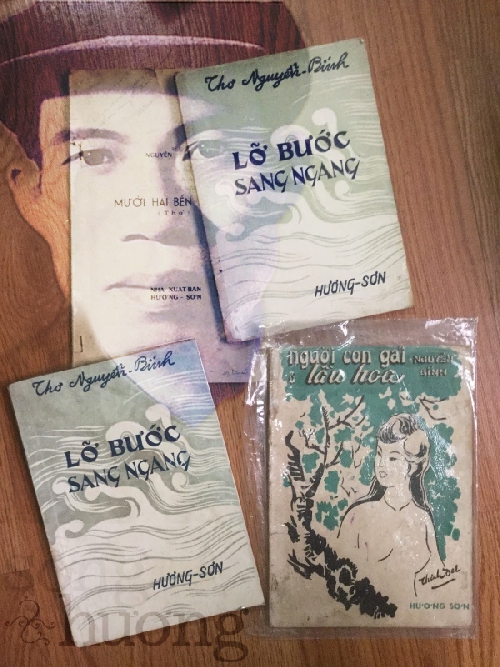 Thơ Nguyễn-Bính
LỠ BƯỚC
SANG NGANG
HƯƠNG-SƠN
NGUYỄN
MƯỜI HAI BẾN
(Thơ)
NHÀ XUẤT BẢN
HƯƠNG-SƠN
Thơ Nguyễn-Bính
LỠ BƯỚC
SANG NGANG
HƯƠNG-SƠN
người con gái
ở lầu hoa
NGUYỄN
BÍNH
HƯƠNG SƠN
hương